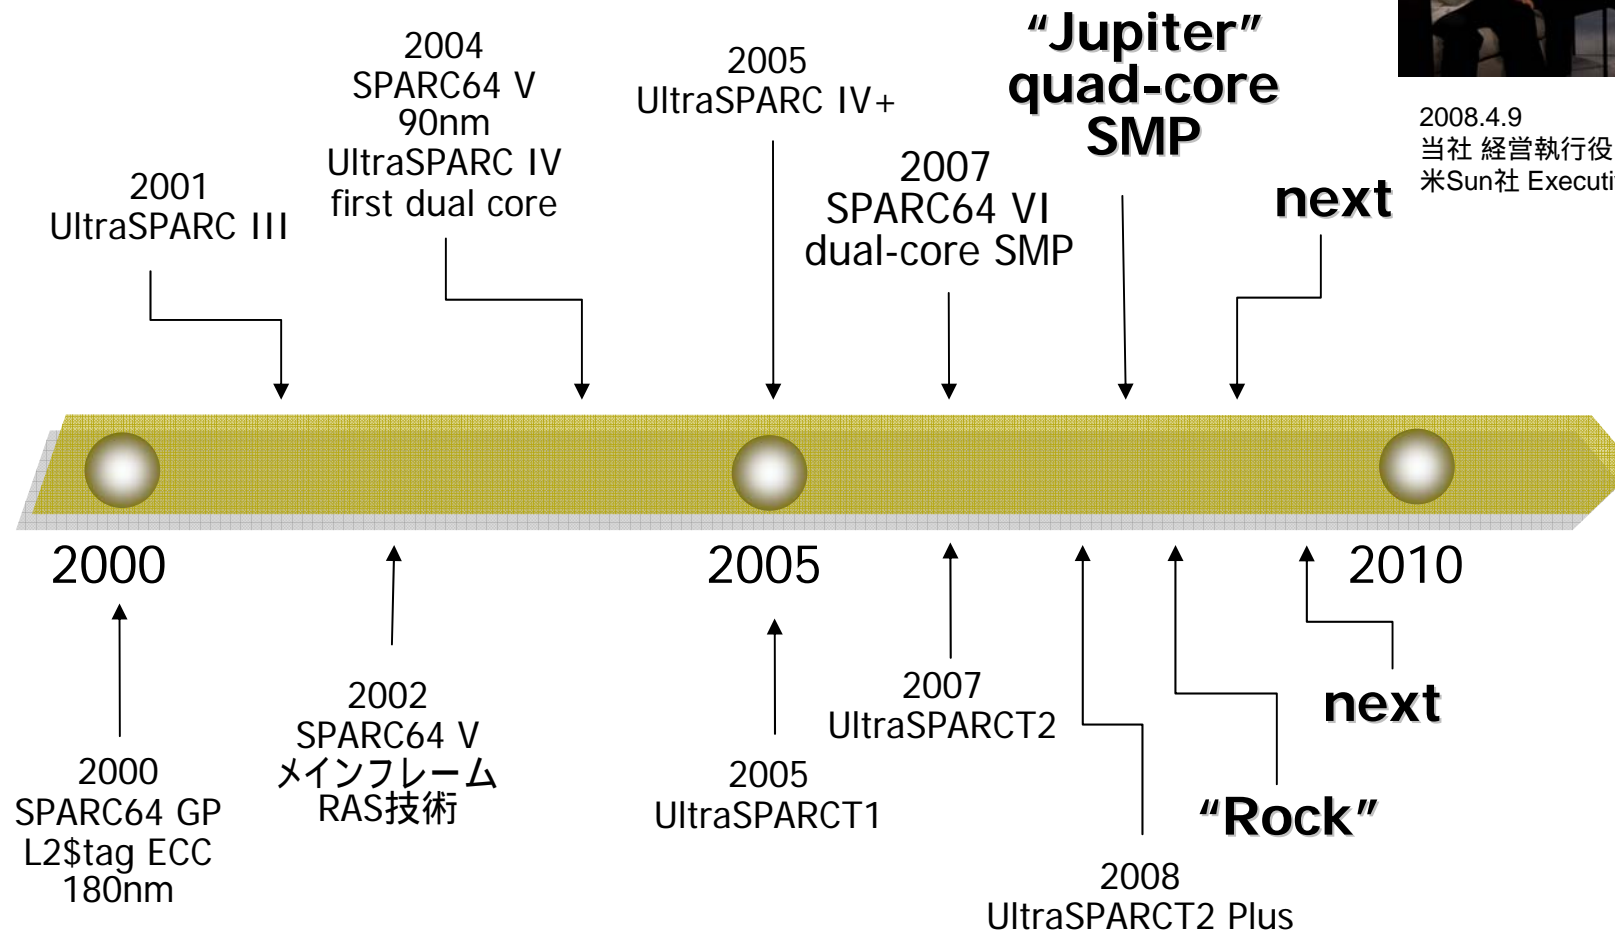 2001
UltraSPARC III
2004
SPARC64 V
90nm
UltraSPARC IV
first dual core
2005
UltraSPARC IV+
2007
SPARC64 VI
dual-core SMP
“Jupiter”
quad-core
SMP
next
2008.4.9
当社 経営執行役
米Sun社
2000
2005
2010
2000
SPARC64 GP
L2$tag ECC
180nm
2002
SPARC64 V
メインフレーム
RAS技術
2005
UltraSPARCT1
2007
UltraSPARCT2
2008
UltraSPARCT2 Plus
“Rock”
next